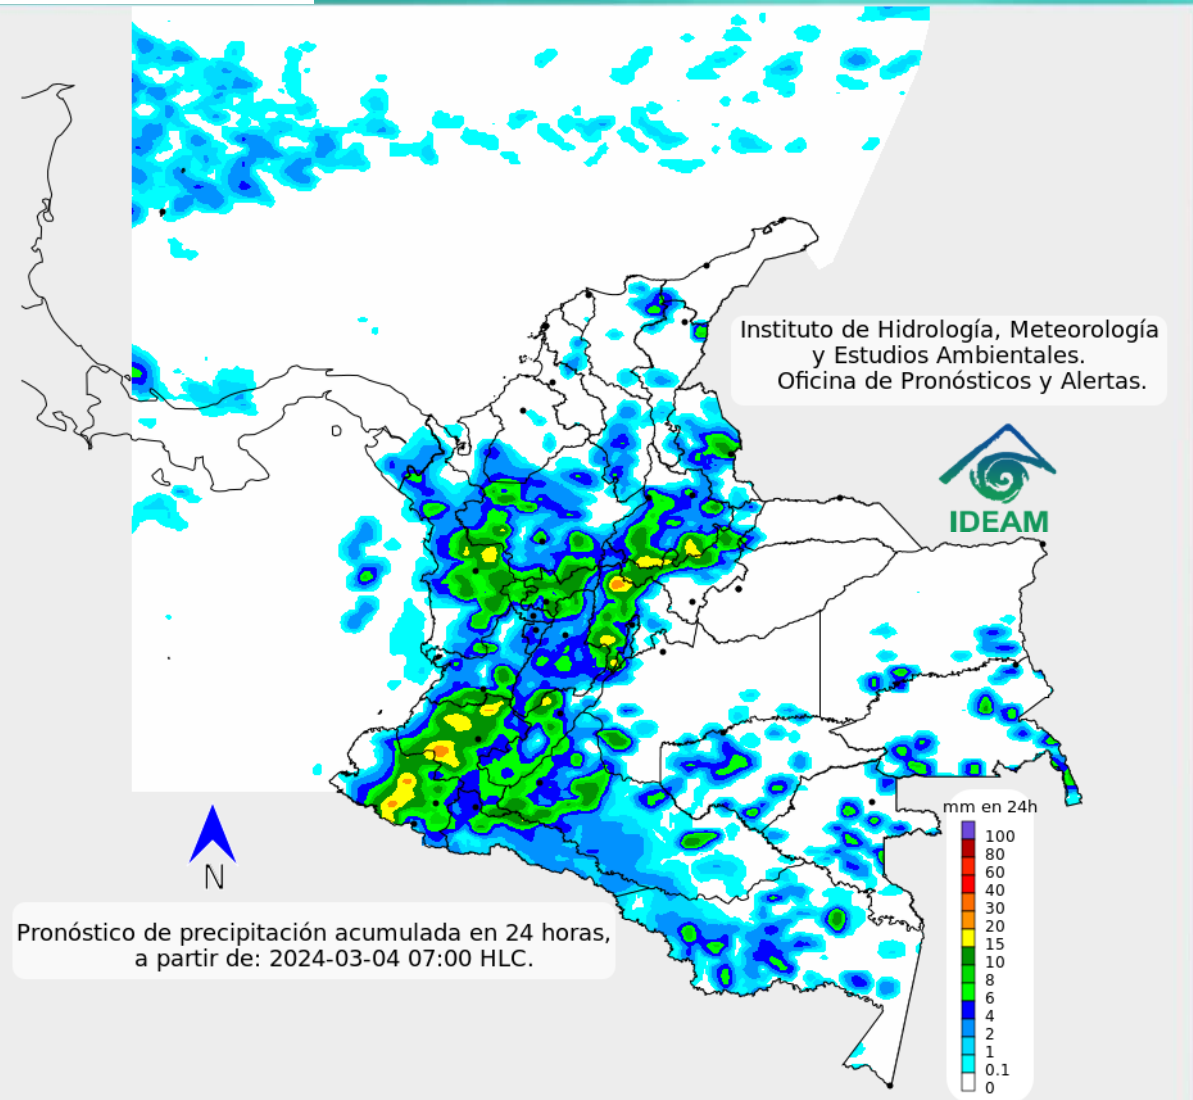 Instituto de Hidrología, Meteorología
y Estudios Ambientales.
Oficina de Pronósticos y Alertas.
IDEAM
mm en 24h
100
80
60
40
30
20
15
10
8
6
4
2
1
0.1
0
N
Pronóstico de precipitación acumulada en 24 horas,
a partir de: 2024-03-04 07:00 HLC.